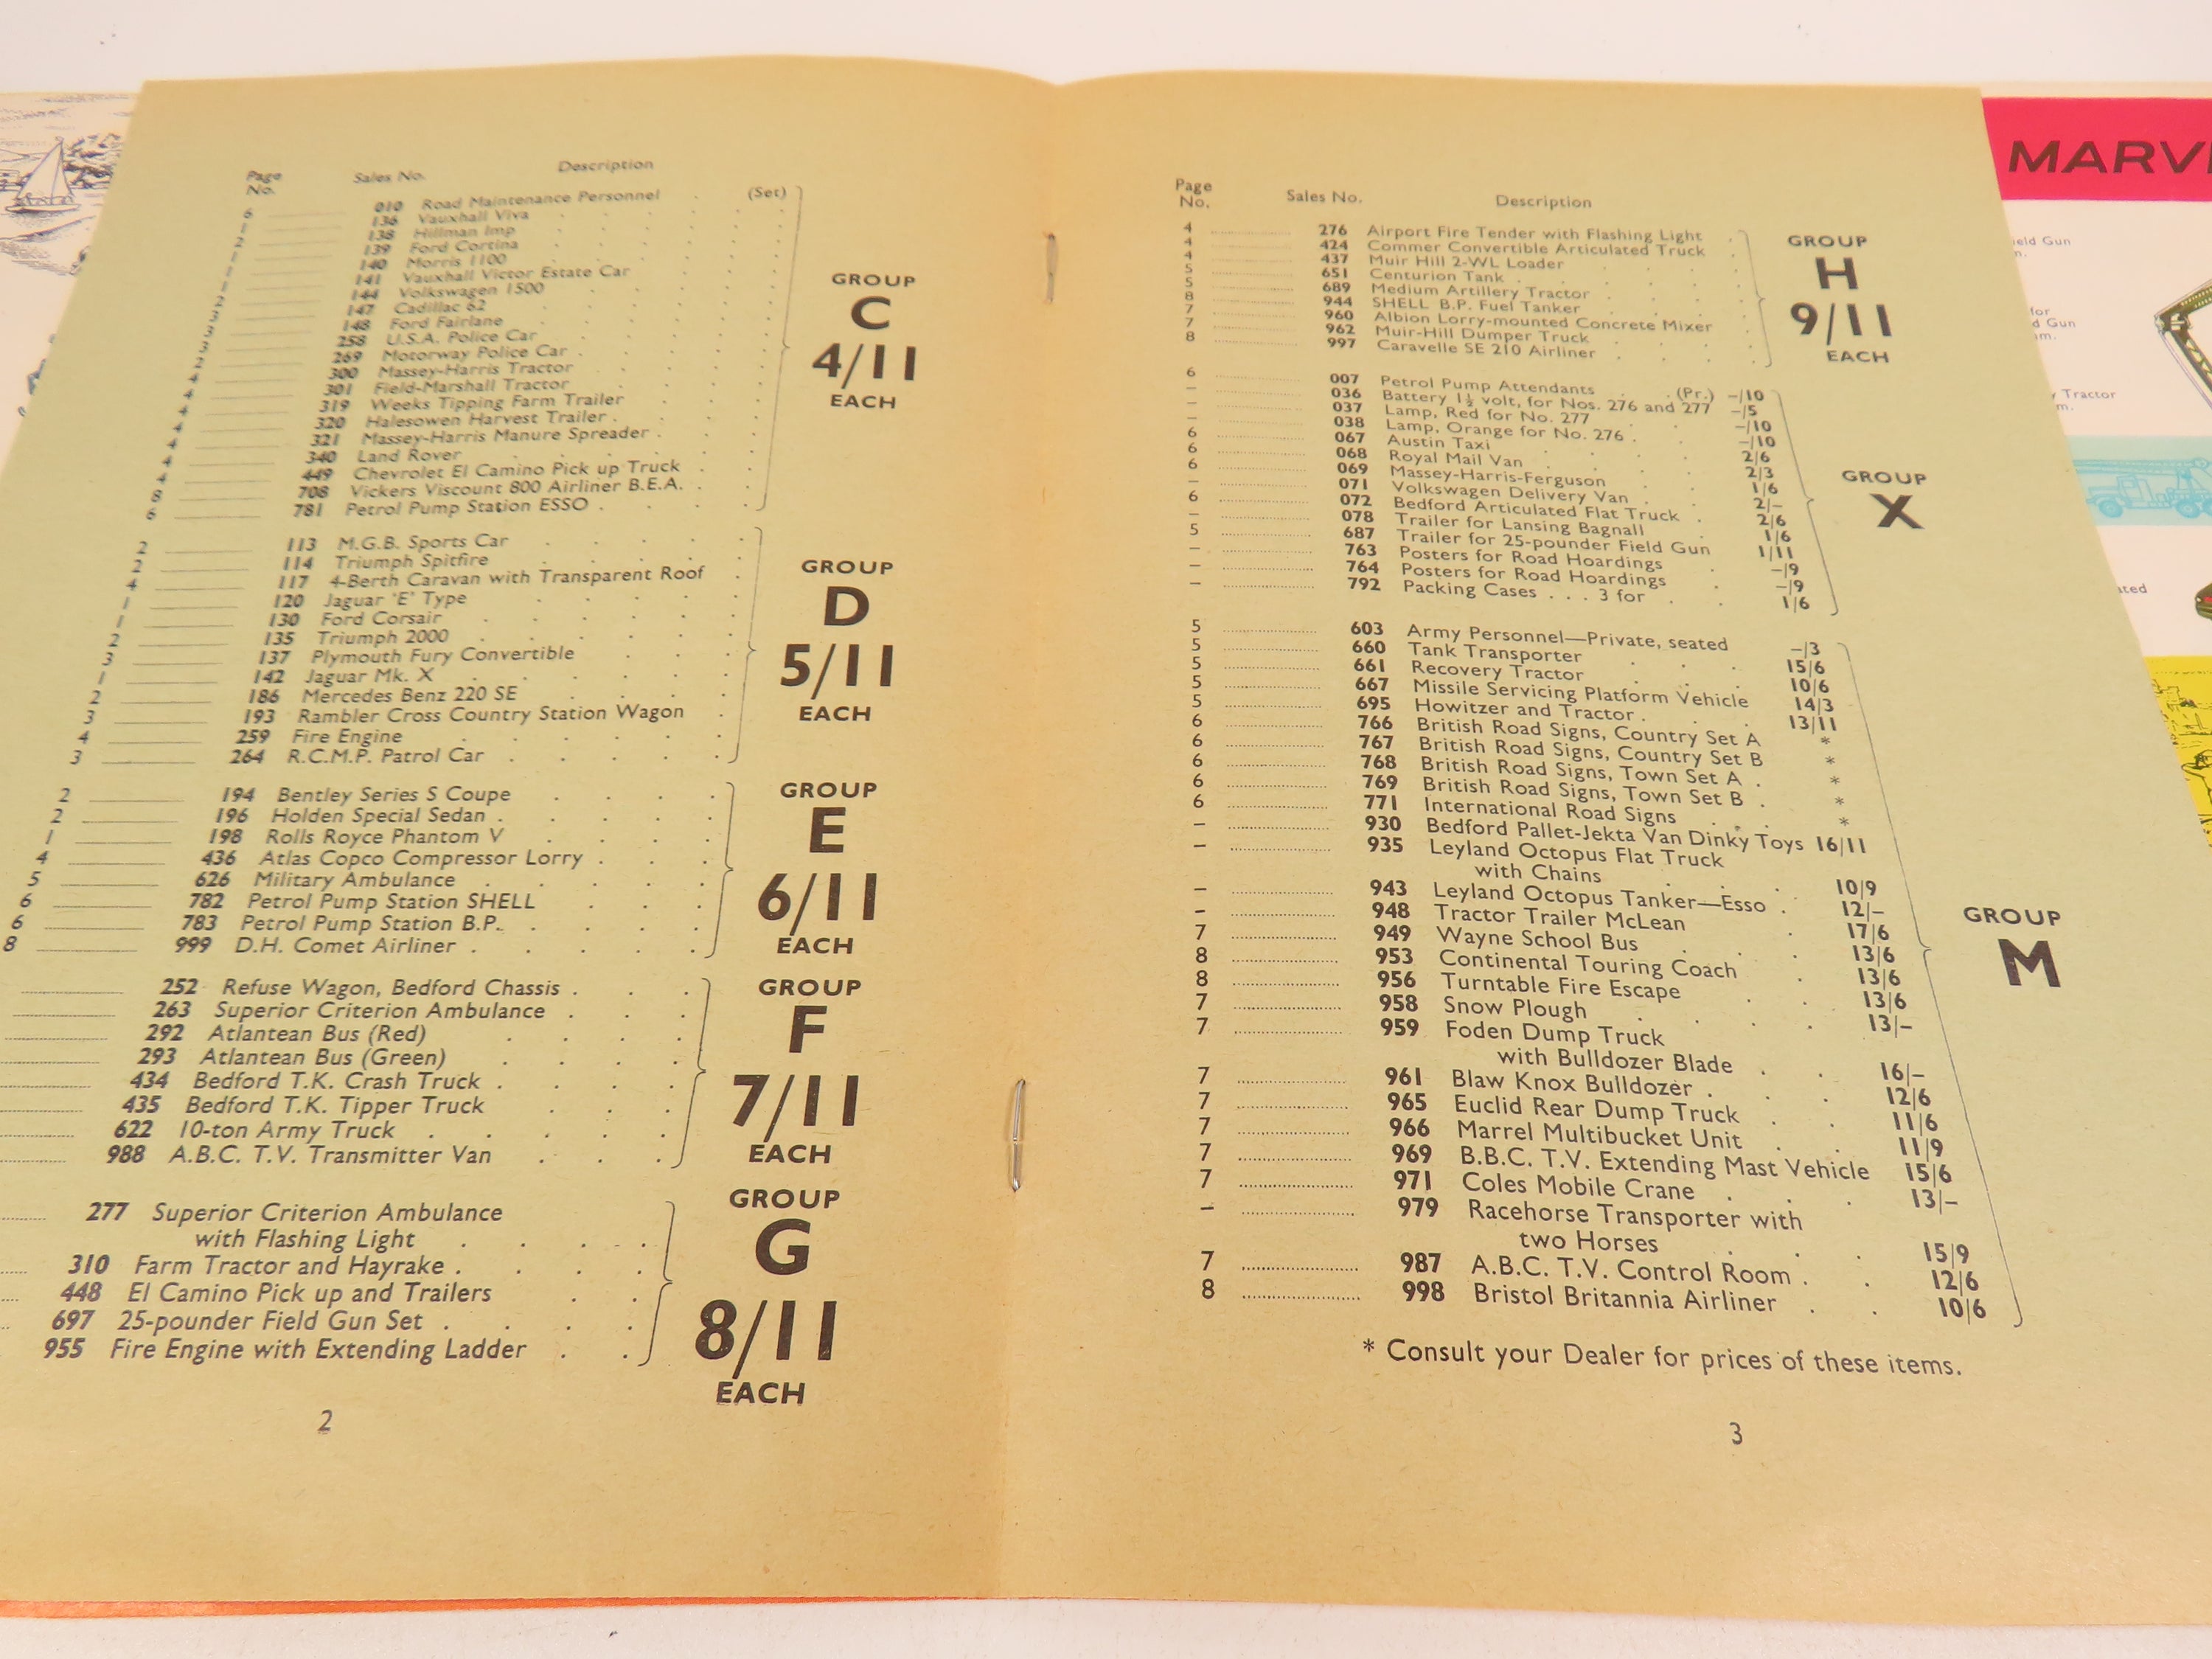 Page No. Sales No. Description
6 010 Road Maintenance Personnel (Set)
1 136 Vauxhall Viva
2 138 Hillman Imp
1 139 Ford Cortina
1 140 Morris 1100
1 141 Vauxhall Victor Estate Car
144 Volkswagen 1500
147 Cadillac 62
148 Ford Fairlane
258 U.S.A. Police Car
269 Motorway Police Car
300 Massey-Harris Tractor
301 Field-Marshall Tractor
4 319 Weeks Tipping Farm Trailer
4 320 Halesowen Harvest Trailer
4 321 Massey-Harris Manure Spreader
4 340 Land Rover
4 449 Chevrolet El Camino Pick up Truck
8 708 Vickers Viscount 800 Airliner B.E.A.
6 781 Petrol Pump Station ESSO
GROUP
C
4/11
EACH
2 113 M.G.B. Sports Car
2 114 Triumph Spitfire
4 117 4-Berth Caravan with Transparent Roof
1 120 Jaguar 'E' Type
1 130 Ford Corsair
2 135 Triumph 2000
3 137 Plymouth Fury Convertible
1 142 Jaguar Mk. X
2 186 Mercedes Benz 220 SE
3 193 Rambler Cross Country Station Wagon
4 259 Fire Engine
3 264 R.C.M.P. Patrol Car
GROUP
D
5/11
EACH
2 194 Bentley Series S Coupe
2 196 Holden Special Sedan
1 198 Rolls Royce Phantom V
4 436 Atlas Copco Compressor Lorry
5 626 Military Ambulance
6 782 Petrol Pump Station SHELL
6 783 Petrol Pump Station B.P.
8 999 D.H. Comet Airliner
GROUP
E
6/11
EACH
252 Refuse Wagon, Bedford Chassis
263 Superior Criterion Ambulance
292 Atlantean Bus (Red)
293 Atlantean Bus (Green)
434 Bedford T.K. Crash Truck
435 Bedford T.K. Tipper Truck
622 10-ton Army Truck
988 A.B.C. T.V. Transmitter Van
GROUP
F
7/11
EACH
277 Superior Criterion Ambulance
with Flashing Light
310 Farm Tractor and Hayrake
448 El Camino Pick up and Trailers
697 25-pounder Field Gun Set
955 Fire Engine with Extending Ladder
GROUP
G
8/11
EACH
2
Page No. Sales No. Description
4 276 Airport Fire Tender with Flashing Light
4 424 Commer Convertible Articulated Truck
4 437 Muir Hill 2-WL Loader
5 651 Centurion Tank
5 689 Medium Artillery Tractor
8 944 SHELL B.P. Fuel Tanker
7 960 Albion Lorry-mounted Concrete Mixer
7 962 Muir-Hill Dumper Truck
8 997 Caravelle SE 210 Airliner
GROUP
H
9/11
EACH
6 007 Petrol Pump Attendants (Pr.) -/10
– 036 Battery 1½ volt, for Nos. 276 and 277 -/5
– 037 Lamp, Red for No. 277 -/10
– 038 Lamp, Orange for No. 276 -/10
6 067 Austin Taxi 2/6
6 068 Royal Mail Van 2/3
6 069 Massey-Harris-Ferguson 1/6
– 071 Volkswagen Delivery Van 2/-
6 072 Bedford Articulated Flat Truck 2/6
– 078 Trailer for Lansing Bagnall 1/6
5 687 Trailer for 25-pounder Field Gun 1/11
– 763 Posters for Road Hoardings -/9
– 764 Posters for Road Hoardings -/9
– 792 Packing Cases . . . 3 for 1/6
GROUP
X
5 603 Army Personnel—Private, seated -/3
5 660 Tank Transporter 15/6
5 661 Recovery Tractor 10/6
5 667 Missile Servicing Platform Vehicle 14/3
5 695 Howitzer and Tractor 13/11
6 766 British Road Signs, Country Set A *
6 767 British Road Signs, Country Set B *
6 768 British Road Signs, Town Set A *
6 769 British Road Signs, Town Set B *
6 771 International Road Signs *
– 930 Bedford Pallet-Jekta Van Dinky Toys 16/11
– 935 Leyland Octopus Flat Truck
with Chains 10/9
– 943 Leyland Octopus Tanker—Esso 12/-
– 948 Tractor Trailer McLean 17/6
7 949 Wayne School Bus 13/6
8 953 Continental Touring Coach 13/6
8 956 Turntable Fire Escape 13/6
7 958 Snow Plough 13/-
7 959 Foden Dump Truck
with Bulldozer Blade 16/-
7 961 Blaw Knox Bulldozer 12/6
7 965 Euclid Rear Dump Truck 11/6
7 966 Marrel Multibucket Unit 11/9
7 969 B.B.C. T.V. Extending Mast Vehicle 15/6
7 971 Coles Mobile Crane 13/-
– 979 Racehorse Transporter with
two Horses 15/9
7 987 A.B.C. T.V. Control Room 12/6
8 998 Bristol Britannia Airliner 10/6
GROUP
M
* Consult your Dealer for prices of these items.
3
Gun
for
Gun
Tractor